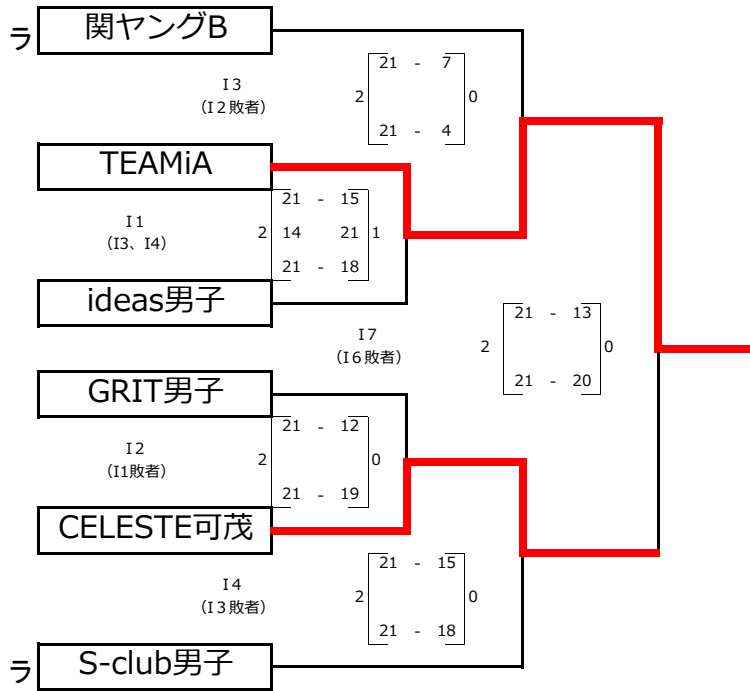 ラ 関ヤングB
21 - 7
I３
（I２敗者）
2 0
21 - 4
TEAMiA
21 - 15
I１
（I3、I4）
2 14 21 1
21 - 18
ideas男子
21 - 13
I７
（I６敗者）
2 0
21 - 20
GRIT男子
21 - 12
I２
（I1敗者）
2 0
21 - 19
CELESTE可茂
21 - 15
I４
（I３敗者）
2 0
21 - 18
ラ S-club男子